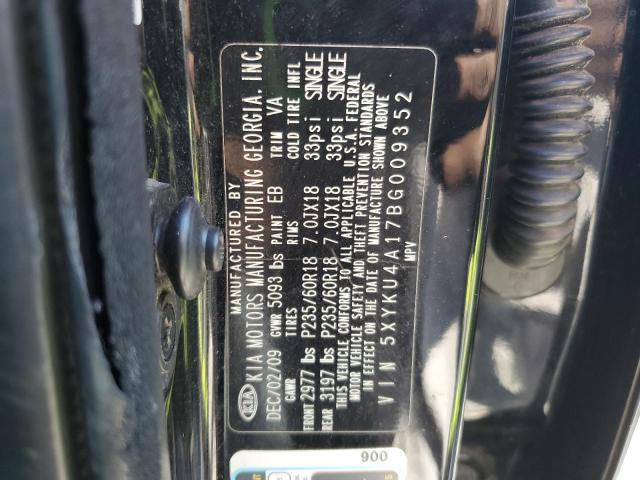 MANUFACTURED BY
KIA KIA MOTORS MANUFACTURING GEORGIA, INC.
DEC/02/09 GVWR 5093 lbs PAINT EB TRIM VA
GAWR TIRES RIMS COLD TIRE INFL
FRONT 2977 lbs P235/60R18 7.0JX18 33psi SINGLE
REAR 3197 lbs P235/60R18 7.0JX18 33psi SINGLE
THIS VEHICLE CONFORMS TO ALL APPLICABLE U.S.A. FEDERAL
MOTOR VEHICLE SAFETY AND THEFT PREVENTION STANDARDS
IN EFFECT ON THE DATE OF MANUFACTURE SHOWN ABOVE
VIN 5XYKU4A17BG009352
MPV
900